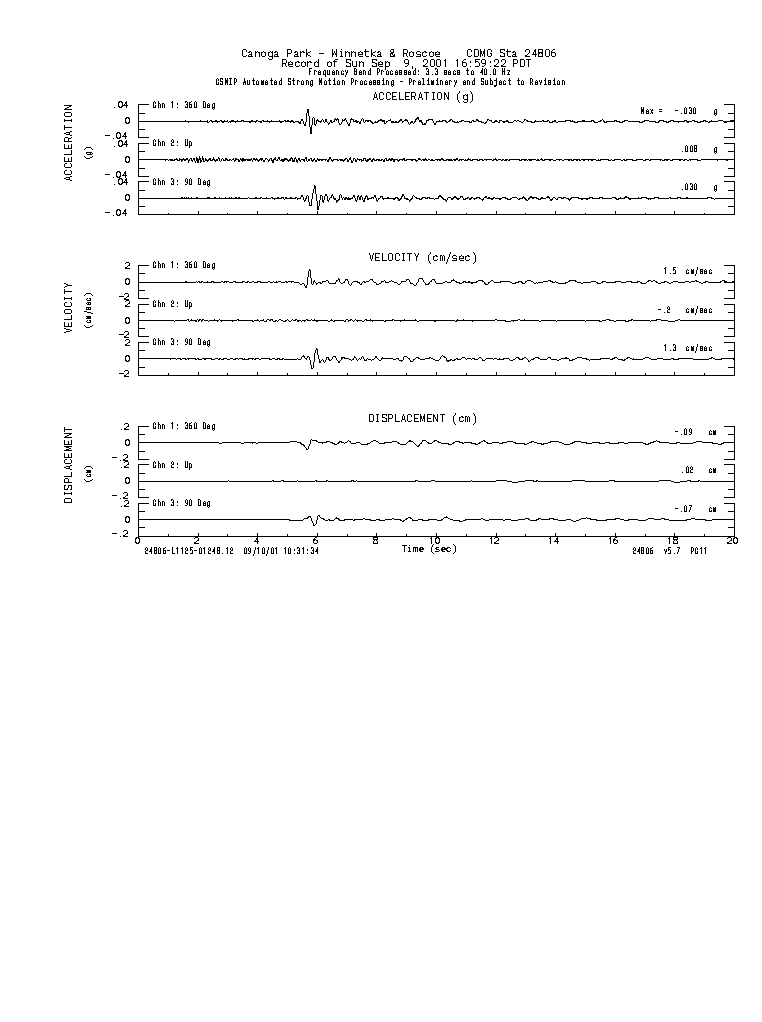 Canoga Park - Winnetka & Roscoe CDMG Sta 24806
Record of Sun Sep 9, 2001 16:59:22 PDT
Frequency Band Processed: 3.3 secs to 40.0 Hz
CSMIP Automated Strong Motion Processing - Preliminary and Subject to Revision
ACCELERATION (g)
ACCELERATION
(g)
.04 Chn 1: 360 Deg Max = -.030 g
0
-.04
.04 Chn 2: Up .008 g
0
-.04
.04 Chn 3: 90 Deg .030 g
0
-.04
VELOCITY (cm/sec)
VELOCITY
(cm/sec)
2 Chn 1: 360 Deg 1.5 cm/sec
0
-2
2 Chn 2: Up -.2 cm/sec
0
-2
2 Chn 3: 90 Deg 1.3 cm/sec
0
-2
DISPLACEMENT (cm)
DISPLACEMENT
(cm)
.2 Chn 1: 360 Deg -.09 cm
0
-.2
.2 Chn 2: Up .02 cm
0
-.2
.2 Chn 3: 90 Deg -.07 cm
0
-.2
0 2 4 6 8 10 12 14 16 18 20
Time (sec)
24806-L1125-01248.12 09/10/01 10:31:34 24806 v5.7 PC11